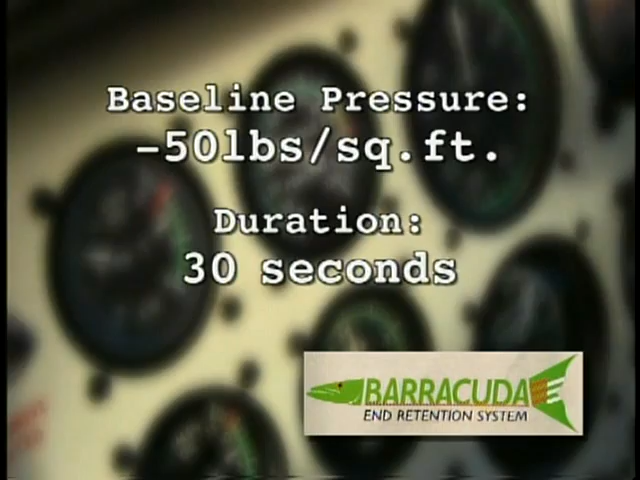 Baseline Pressure:
-50lbs/sq.ft.
Duration:
30 seconds
BARRACUDA
END RETENTION SYSTEM